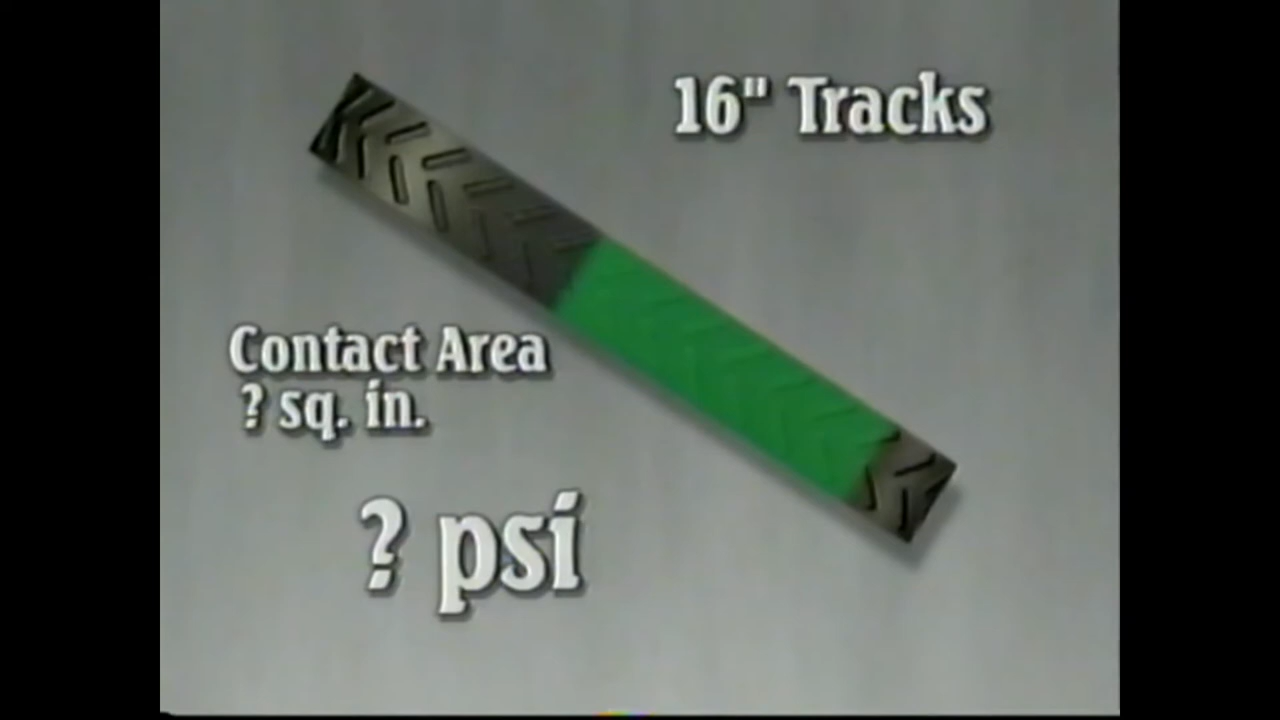 16" Tracks
Contact Area
? sq. in.
? psi